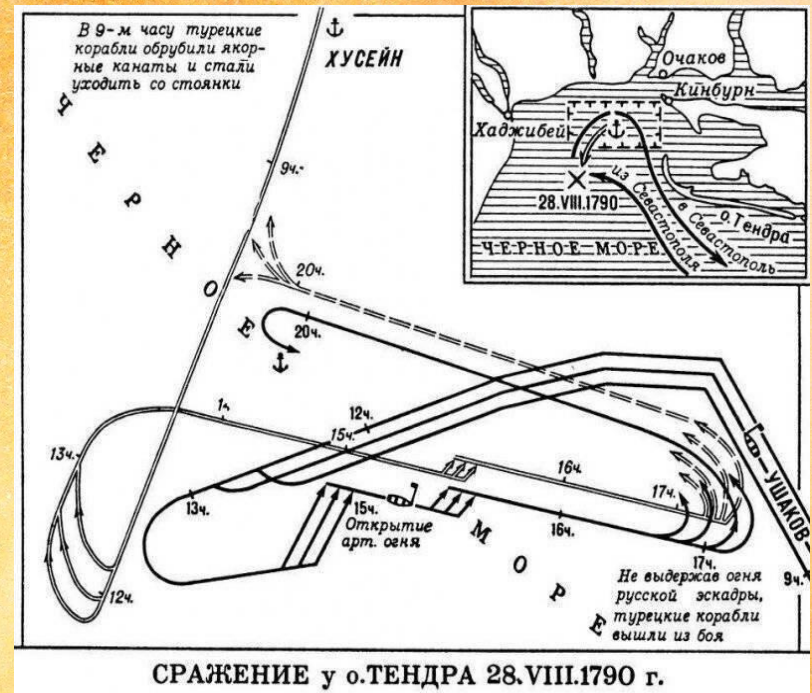 В 9-м часу турецкие
корабли обрубили якор-
ные канаты и стали
уходить со стоянки
ХУСЕЙН
ЧЕРНОЕ
МОРЕ
9ч.
20ч.
20ч.
1ч.
12ч.
15ч.
13ч.
13ч.
12ч.
16ч.
17ч.
15ч.
Открытие
арт. огня
16ч.
17ч.
УШАКОВ
9ч.
Не выдержав огня
русской эскадры,
турецкие корабли
вышли из боя
Очаков
Кинбурн
Хаджибей
28.VIII.1790
из Севастополя
в Севастополь
о. Тендра
ЧЕРНОЕ МОРЕ
СРАЖЕНИЕ у о.ТЕНДРА 28.VIII.1790 г.